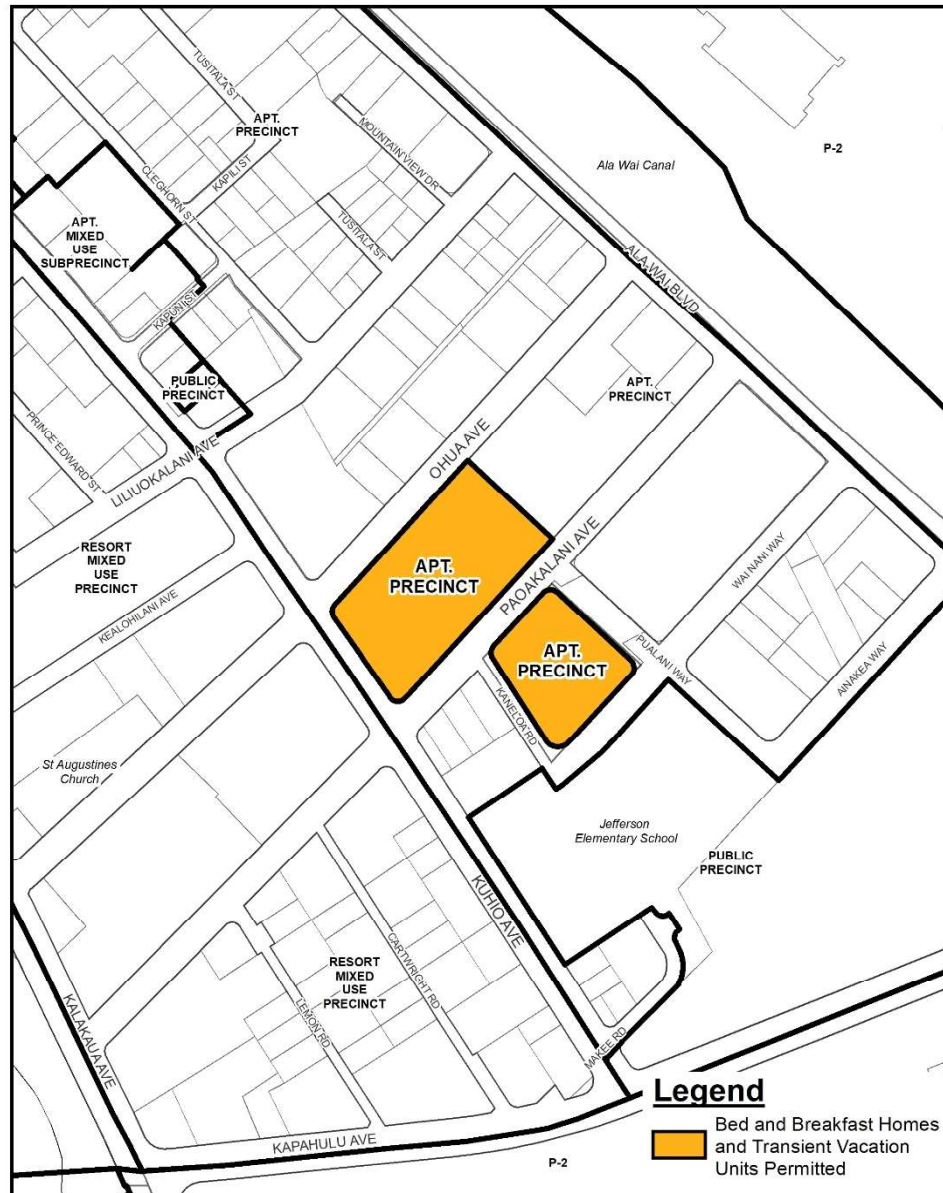 TUSITALA ST
APT.
PRECINCT
MOUNTAIN VIEW DR
KAPILI ST
CLEGHORN ST
TUSITALA ST
Ala Wai Canal
P-2
APT.
MIXED
USE
SUBPRECINCT
KAPUNI ST
ALA WAI BLVD
PUBLIC
PRECINCT
PRINCE EDWARD ST
LILIUOKALANI AVE
APT.
PRECINCT
OHUA AVE
RESORT
MIXED
USE
PRECINCT
KEALOHILANI AVE
APT.
PRECINCT
PAOAKALANI AVE
WAI NANI WAY
APT.
PRECINCT
PUALANI WAY
AINAKEA WAY
KANELOA RD
St Augustines
Church
Jefferson
Elementary School
PUBLIC
PRECINCT
KUHIO AVE
CARTWRIGHT RD
RESORT
MIXED
USE
PRECINCT
LEMON RD
KALAKAUA AVE
MAKEE RD
KAPAHULU AVE
P-2
Legend
Bed and Breakfast Homes
and Transient Vacation
Units Permitted